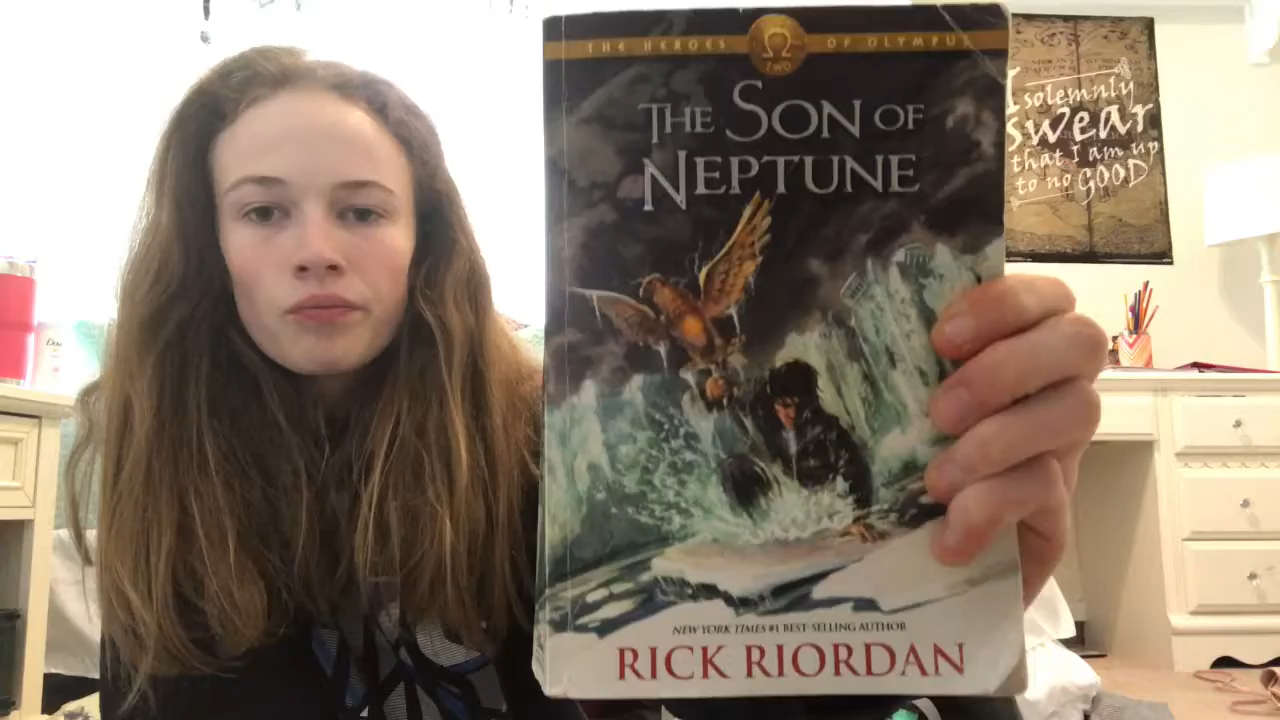 THE HEROES OF OLYMPUS
TWO
THE SON OF
NEPTUNE
NEW YORK TIMES #1 BEST-SELLING AUTHOR
RICK RIORDAN
I solemnly
swear
that I am up
to no GOOD
Dove